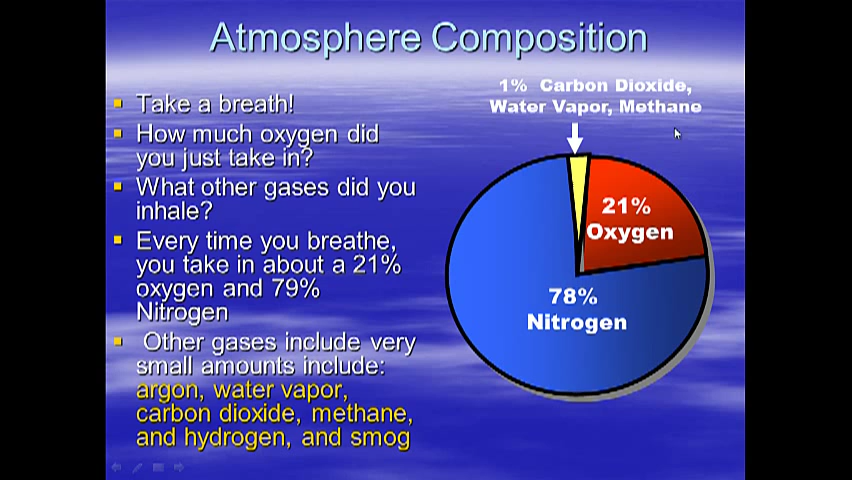 Atmosphere Composition
Take a breath!
How much oxygen did
you just take in?
What other gases did you
inhale?
Every time you breathe,
you take in about a 21%
oxygen and 79%
Nitrogen
Other gases include very
small amounts include:
argon, water vapor,
carbon dioxide, methane,
and hydrogen, and smog
1% Carbon Dioxide,
Water Vapor, Methane
21%
Oxygen
78%
Nitrogen